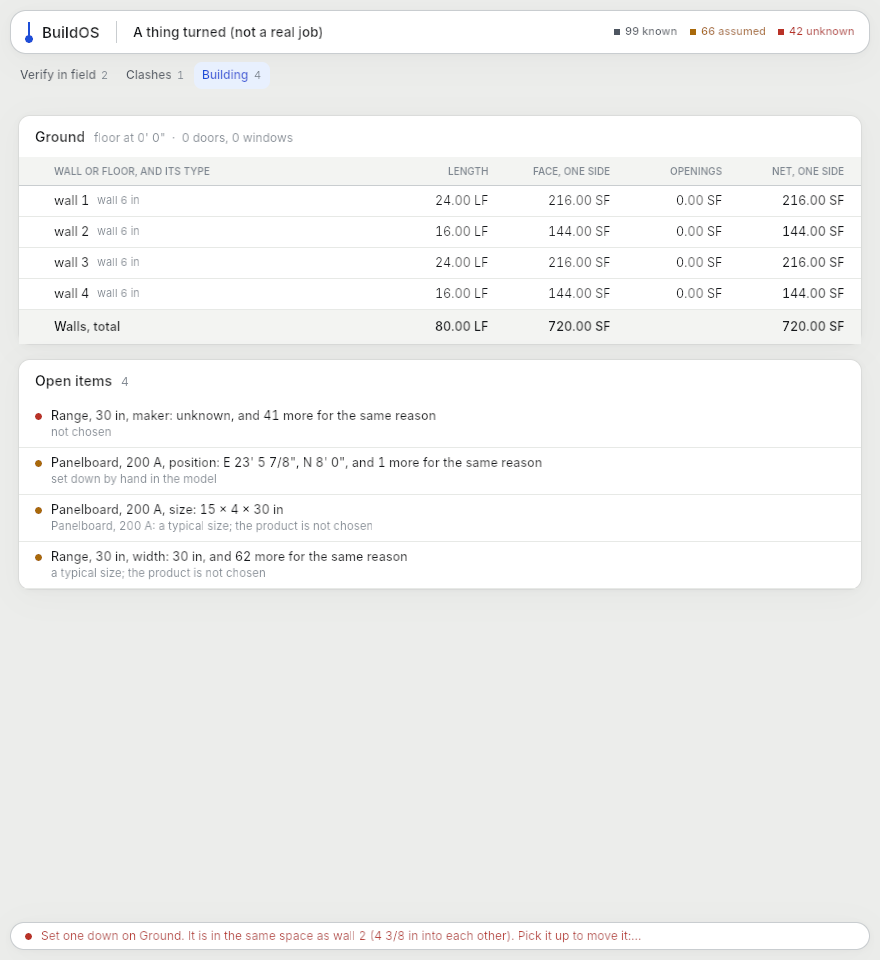 BuildOS
A thing turned (not a real job)
99 known 66 assumed 42 unknown
Verify in field 2 Clashes 1 Building 4
Ground floor at 0' 0" · 0 doors, 0 windows
WALL OR FLOOR, AND ITS TYPE LENGTH FACE, ONE SIDE OPENINGS NET, ONE SIDE
wall 1 wall 6 in 24.00 LF 216.00 SF 0.00 SF 216.00 SF
wall 2 wall 6 in 16.00 LF 144.00 SF 0.00 SF 144.00 SF
wall 3 wall 6 in 24.00 LF 216.00 SF 0.00 SF 216.00 SF
wall 4 wall 6 in 16.00 LF 144.00 SF 0.00 SF 144.00 SF
Walls, total 80.00 LF 720.00 SF 720.00 SF
Open items 4
Range, 30 in, maker: unknown, and 41 more for the same reason
not chosen
Panelboard, 200 A, position: E 23' 5 7/8", N 8' 0", and 1 more for the same reason
set down by hand in the model
Panelboard, 200 A, size: 15 × 4 × 30 in
Panelboard, 200 A: a typical size; the product is not chosen
Range, 30 in, width: 30 in, and 62 more for the same reason
a typical size; the product is not chosen
Set one down on Ground. It is in the same space as wall 2 (4 3/8 in into each other). Pick it up to move it:...